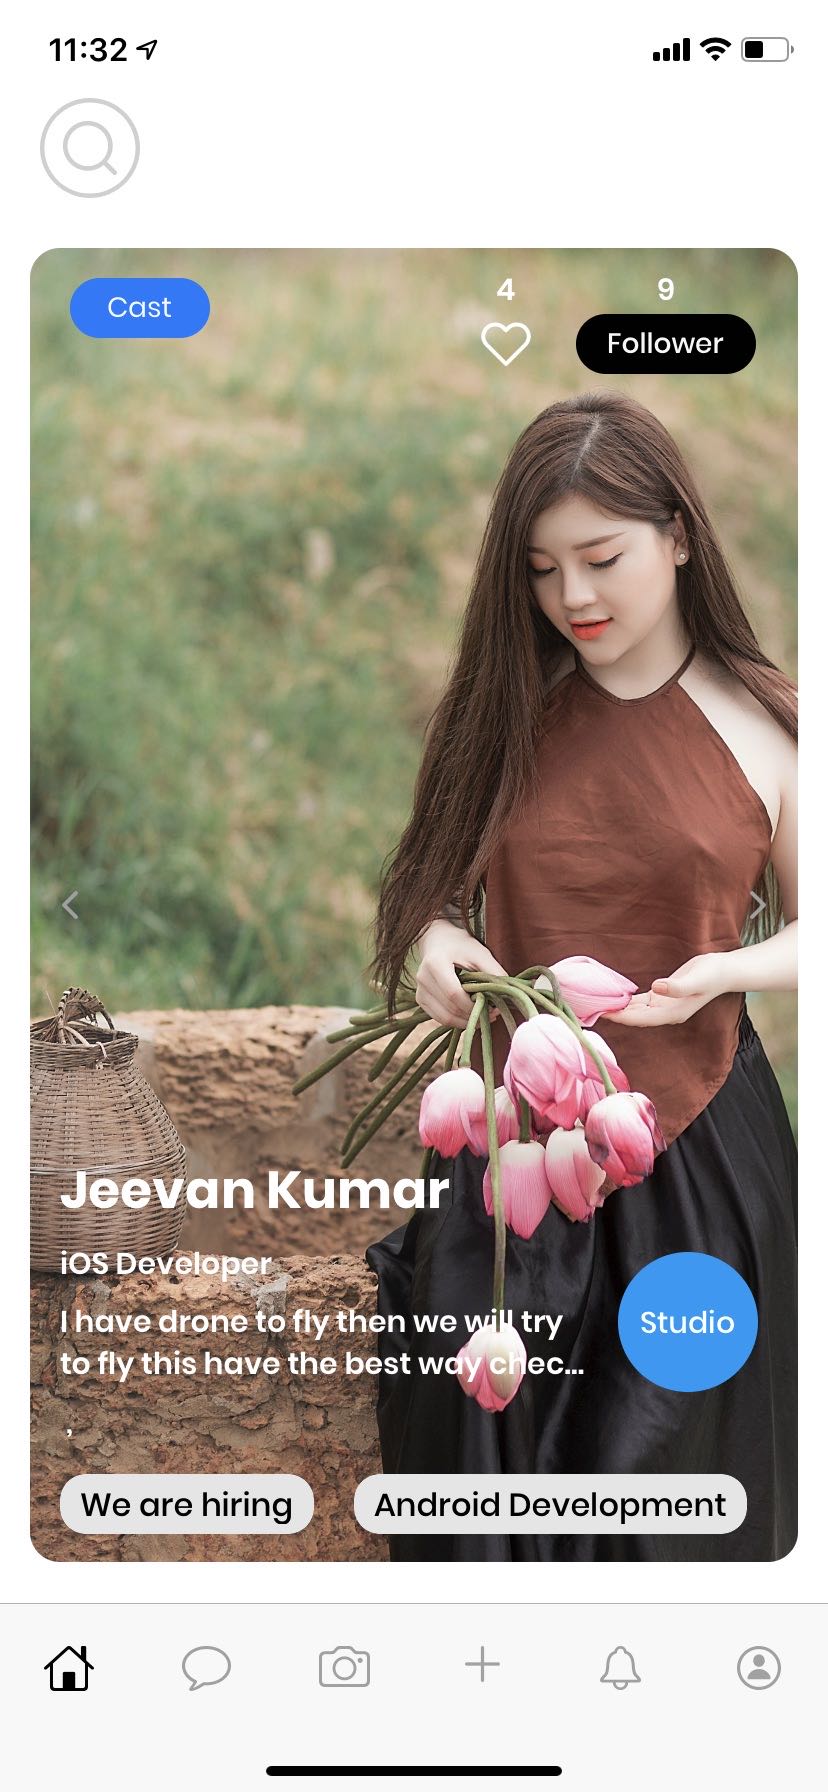 11:32
Cast
4
9
Follower
Jeevan Kumar
iOS Developer
I have drone to fly then we will try
to fly this have the best way chec...
,
Studio
We are hiring
Android Development